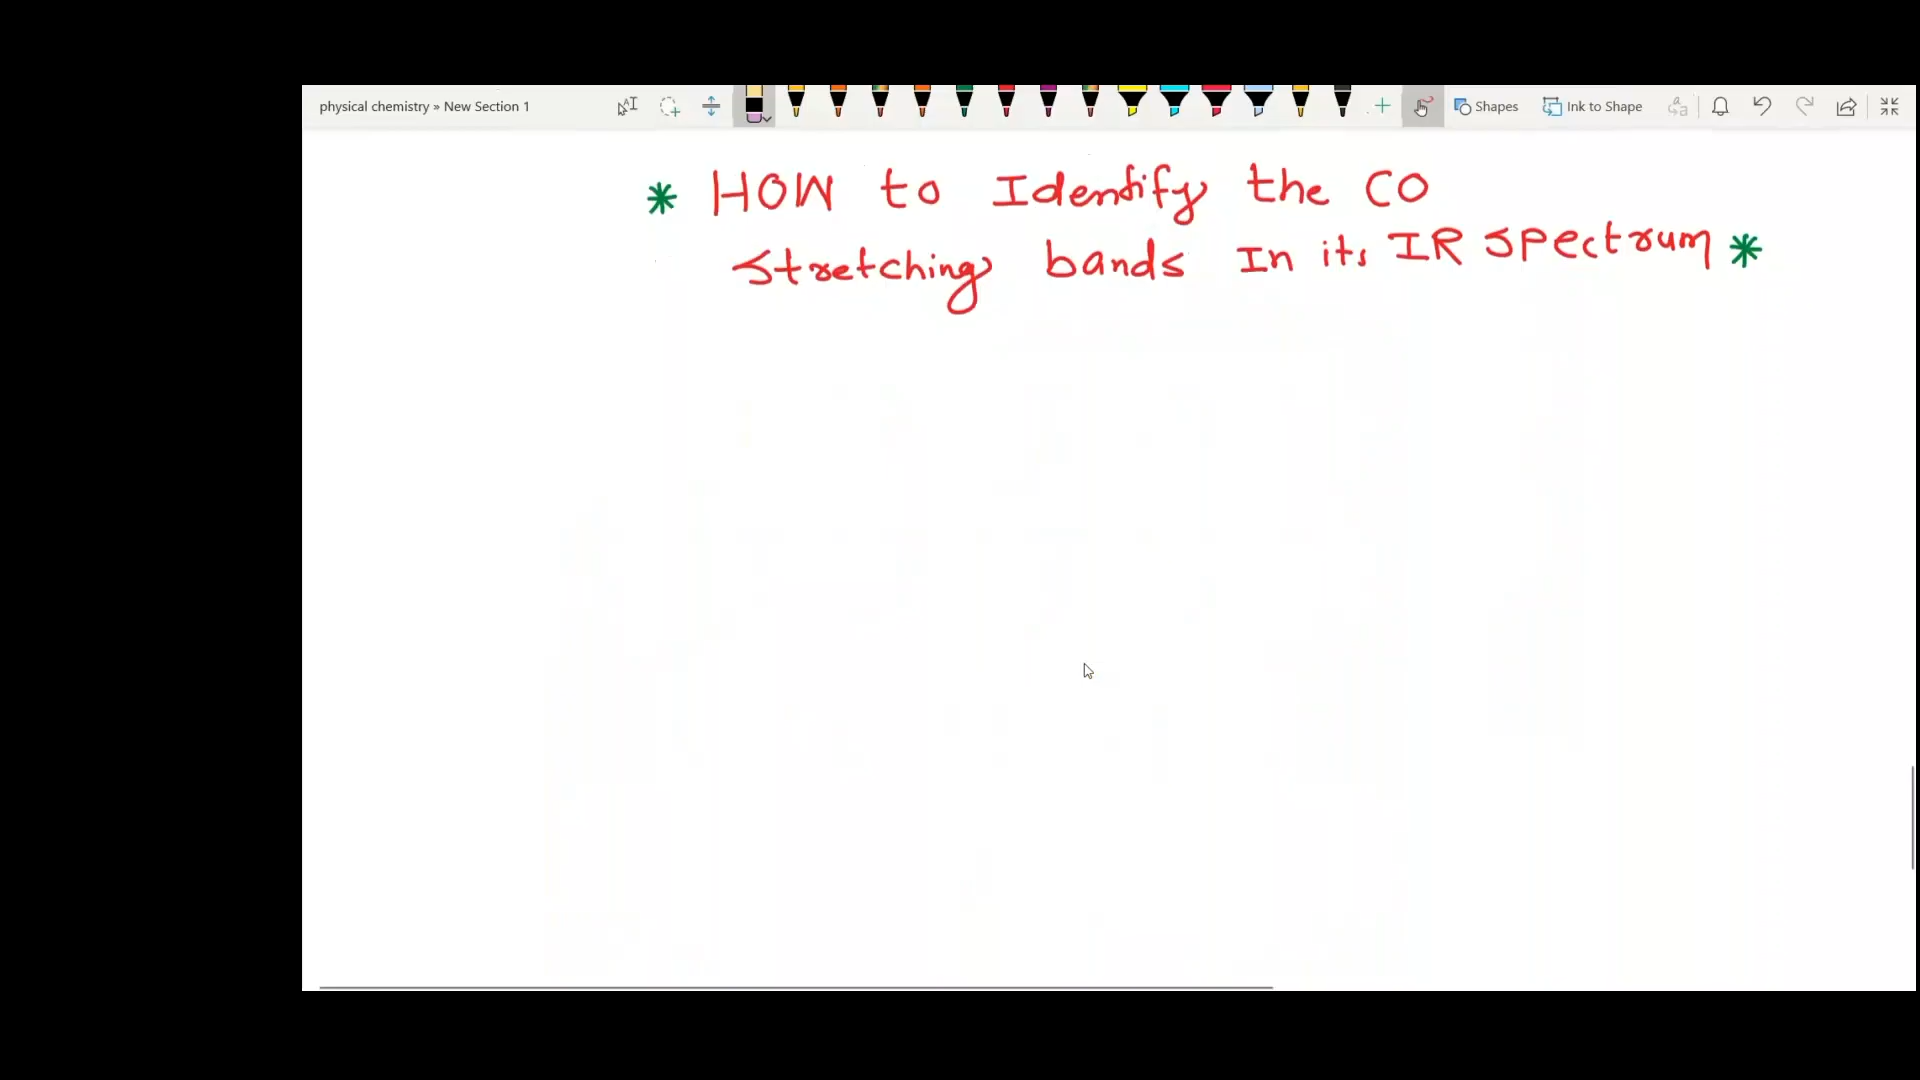 physical chemistry » New Section 1
Shapes
Ink to Shape
* HOW to Identify the CO
stretching bands In its IR spectrum *